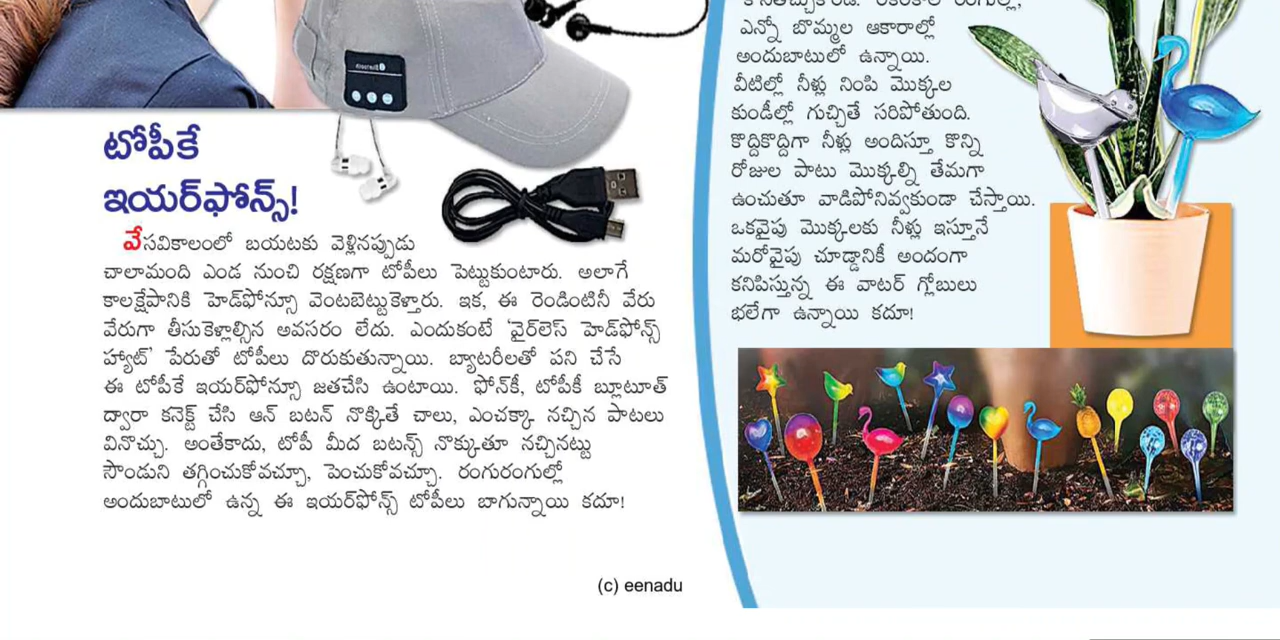 టోపీకే
ఇయర్‌ఫోన్స్!
వేసవికాలంలో బయటకు వెళ్లినప్పుడు
చాలామంది ఎండ నుంచి రక్షణగా టోపీలు పెట్టుకుంటారు. అలాగే
కాలక్షేపానికి హెడ్‌ఫోన్సూ వెంటబెట్టుకెళ్తారు. ఇక, ఈ రెండింటినీ వేరు
వేరుగా తీసుకెళ్లాల్సిన అవసరం లేదు. ఎందుకంటే ‘వైర్‌లెస్ హెడ్‌ఫోన్స్
హ్యాట్’ పేరుతో టోపీలు దొరుకుతున్నాయి. బ్యాటరీలతో పని చేసే
ఈ టోపీకే ఇయర్‌ఫోన్సూ జతచేసి ఉంటాయి. ఫోన్‌కీ, టోపీకీ బ్లూటూత్
ద్వారా కనెక్ట్ చేసి ఆన్ బటన్ నొక్కితే చాలు, ఎంచక్కా నచ్చిన పాటలు
వినొచ్చు. అంతేకాదు, టోపీ మీద బటన్స్ నొక్కుతూ నచ్చినట్టు
సౌండుని తగ్గించుకోవచ్చూ, పెంచుకోవచ్చూ. రంగురంగుల్లో
అందుబాటులో ఉన్న ఈ ఇయర్‌ఫోన్స్ టోపీలు బాగున్నాయి కదూ!
ఎన్నో బొమ్మల ఆకారాల్లో
అందుబాటులో ఉన్నాయి.
వీటిల్లో నీళ్లు నింపి మొక్కల
కుండీల్లో గుచ్చితే సరిపోతుంది.
కొద్దికొద్దిగా నీళ్లు అందిస్తూ కొన్ని
రోజుల పాటు మొక్కల్ని తేమగా
ఉంచుతూ వాడిపోనివ్వకుండా చేస్తాయి.
ఒకవైపు మొక్కలకు నీళ్లు ఇస్తూనే
మరోవైపు చూడ్డానికీ అందంగా
కనిపిస్తున్న ఈ వాటర్ గ్లోబులు
భలేగా ఉన్నాయి కదూ!
(c) eenadu